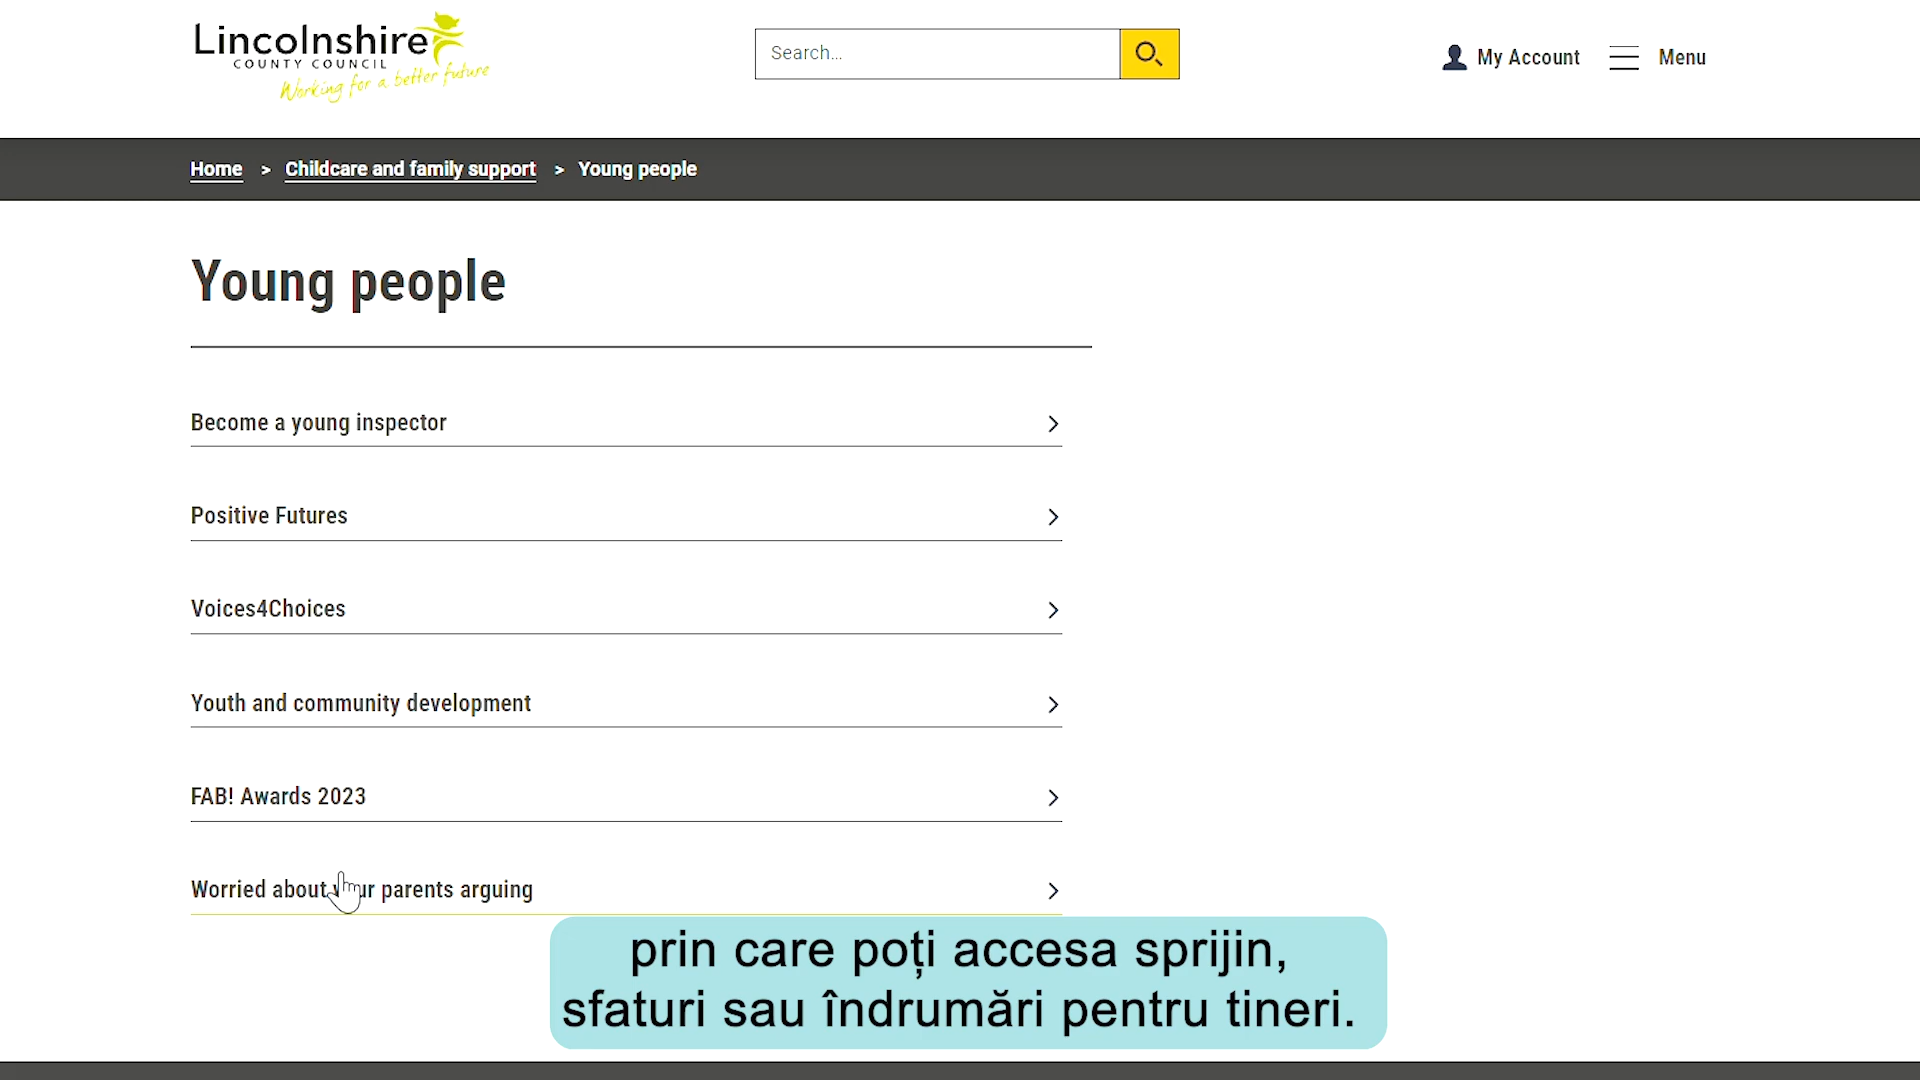 Lincolnshire
COUNTY COUNCIL
Working for a better future
Search...
My Account
Menu
Home > Childcare and family support > Young people
Young people
Become a young inspector
Positive Futures
Voices4Choices
Youth and community development
FAB! Awards 2023
Worried about your parents arguing
prin care poți accesa sprijin,
sfaturi sau îndrumări pentru tineri.